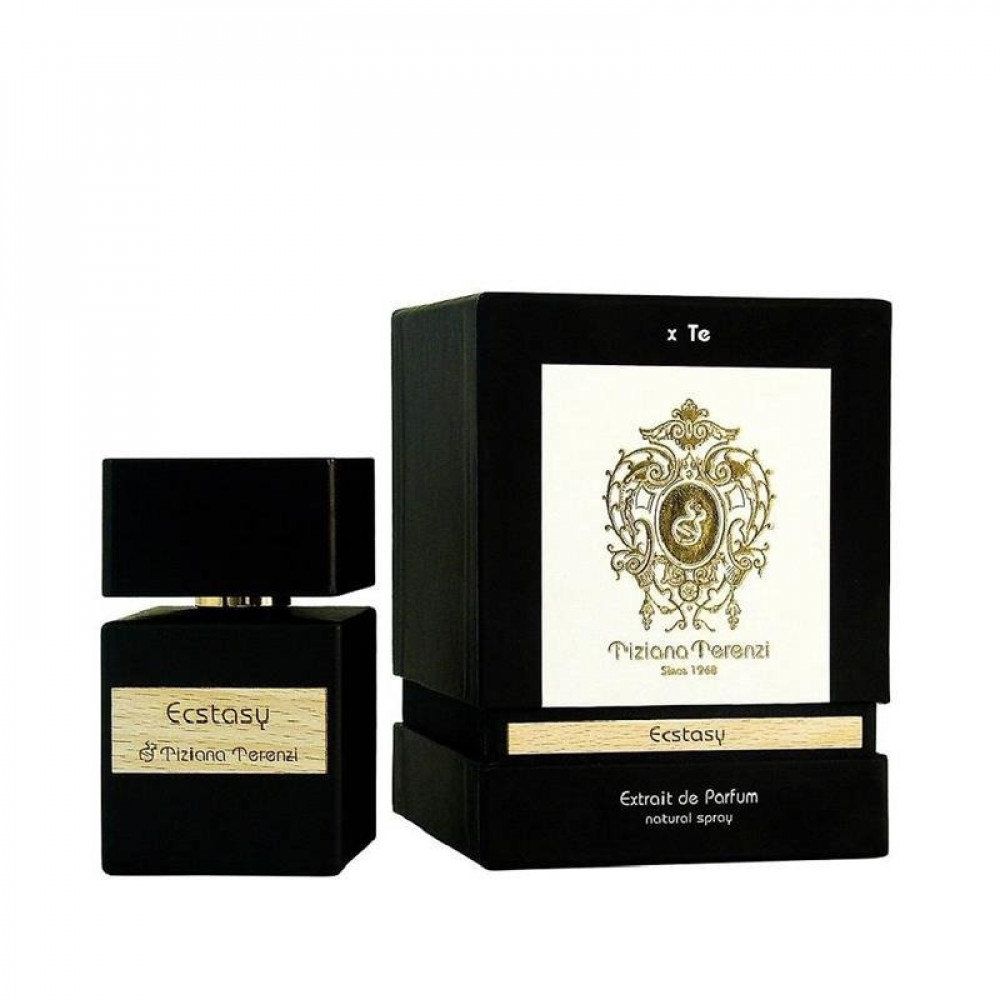 Ecstasy
Tiziana Terenzi
x Te
Tiziana Terenzi
Since 1968
Ecstasy
Extrait de Parfum
natural spray